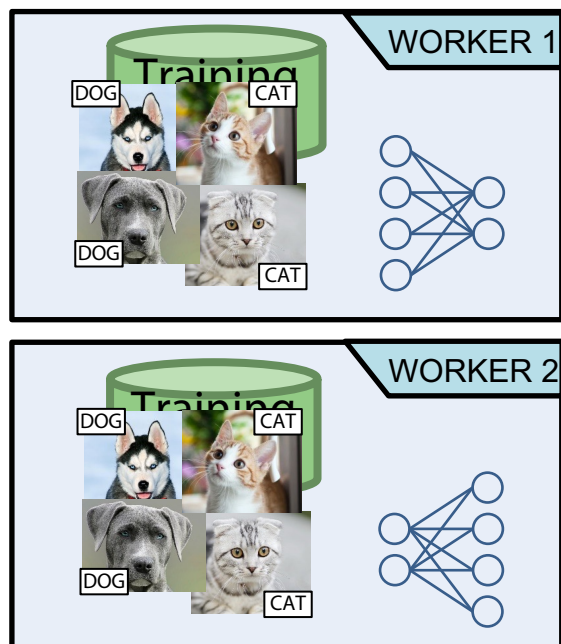 WORKER 1
Training
DOG
CAT
DOG
CAT
WORKER 2
Training
DOG
CAT
DOG
CAT